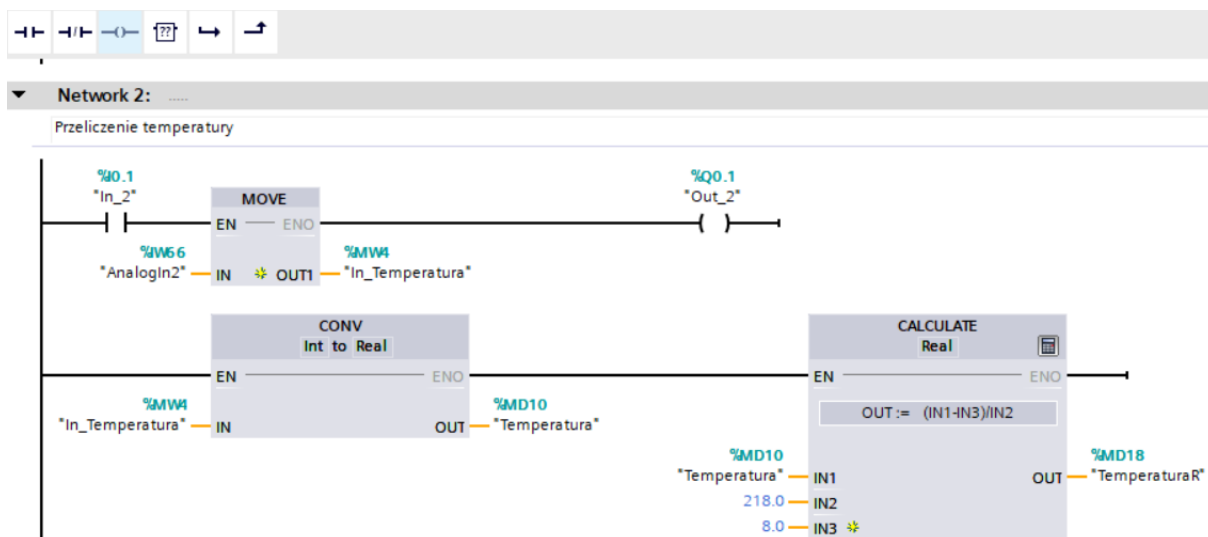 ??
Network 2: .....
Przeliczenie temperatury
%I0.1 %Q0.1
"In_2" "Out_2"
MOVE
EN ENO
%IW66 %MW4
"AnalogIn2" IN OUT1 "In_Temperatura"
CONV CALCULATE
Int to Real Real
EN ENO EN ENO
%MW4 %MD10 OUT := (IN1-IN3)/IN2
"In_Temperatura" IN OUT "Temperatura"
%MD10 %MD18
"Temperatura" IN1 OUT "TemperaturaR"
218.0 IN2
8.0 IN3